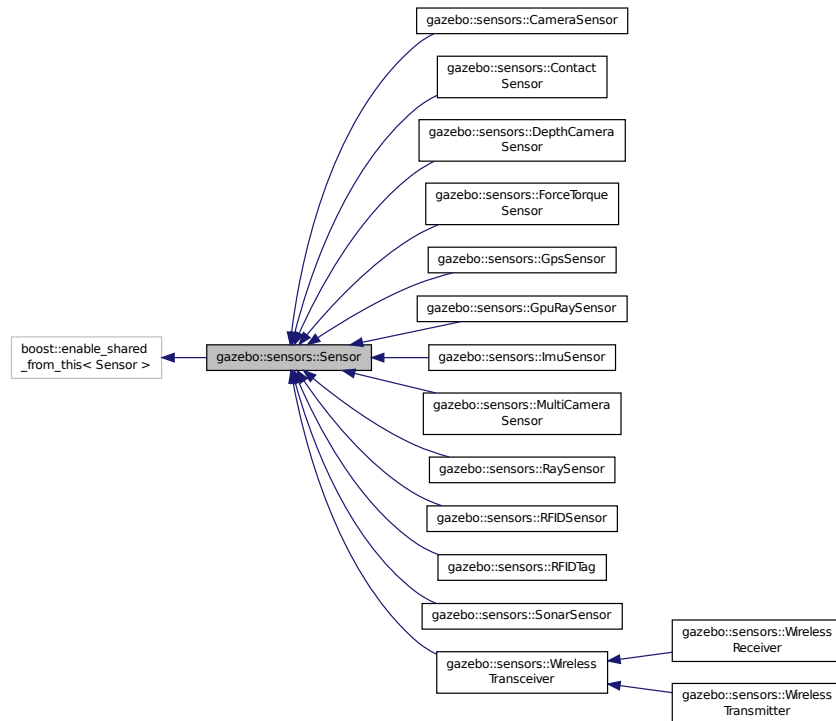 gazebo::sensors::CameraSensor
gazebo::sensors::Contact
Sensor
gazebo::sensors::DepthCamera
Sensor
gazebo::sensors::ForceTorque
Sensor
gazebo::sensors::GpsSensor
gazebo::sensors::GpuRaySensor
boost::enable_shared
_from_this< Sensor >
gazebo::sensors::Sensor
gazebo::sensors::ImuSensor
gazebo::sensors::MultiCamera
Sensor
gazebo::sensors::RaySensor
gazebo::sensors::RFIDSensor
gazebo::sensors::RFIDTag
gazebo::sensors::SonarSensor
gazebo::sensors::Wireless
Transceiver
gazebo::sensors::Wireless
Receiver
gazebo::sensors::Wireless
Transmitter